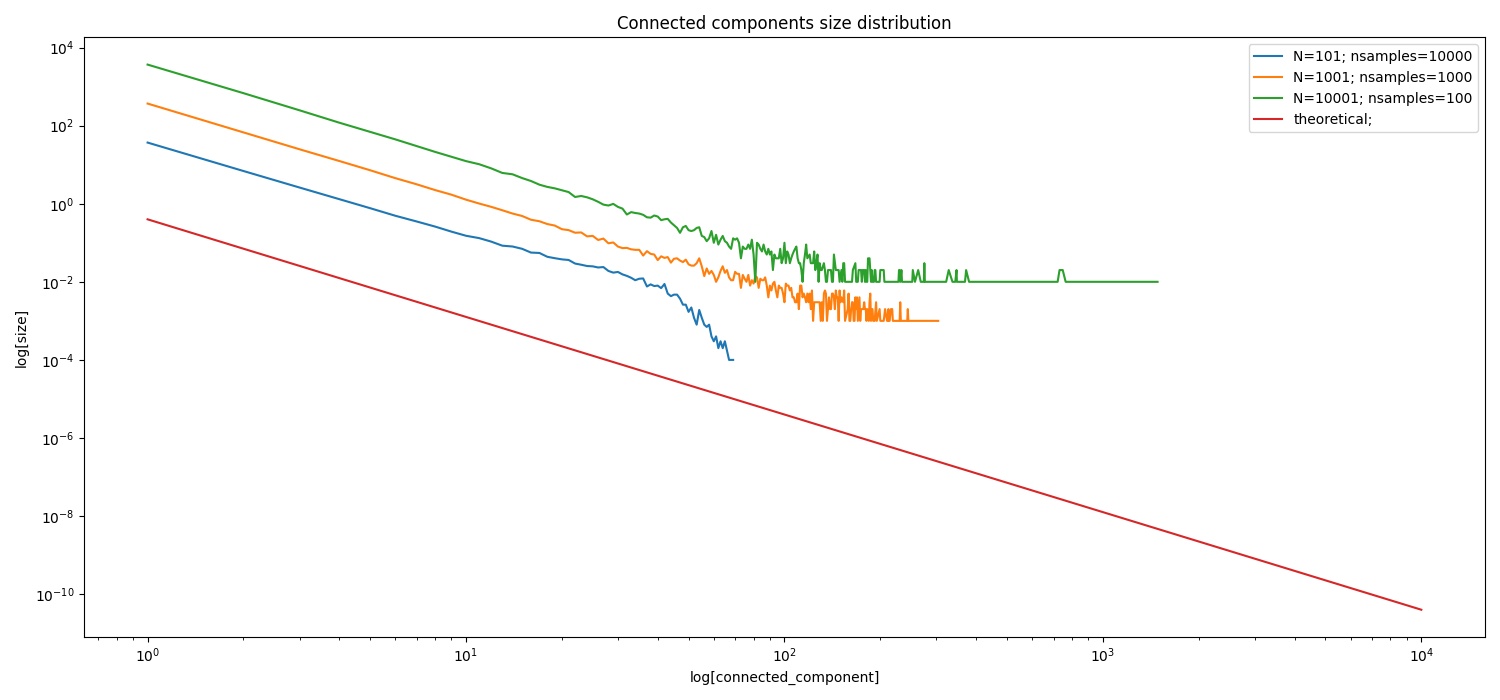 Connected components size distribution
N=101; nsamples=10000
N=1001; nsamples=1000
N=10001; nsamples=100
theoretical;
log[size]
10^4
10^2
10^0
10^-2
10^-4
10^-6
10^-8
10^-10
10^0 10^1 10^2 10^3 10^4
log[connected_component]